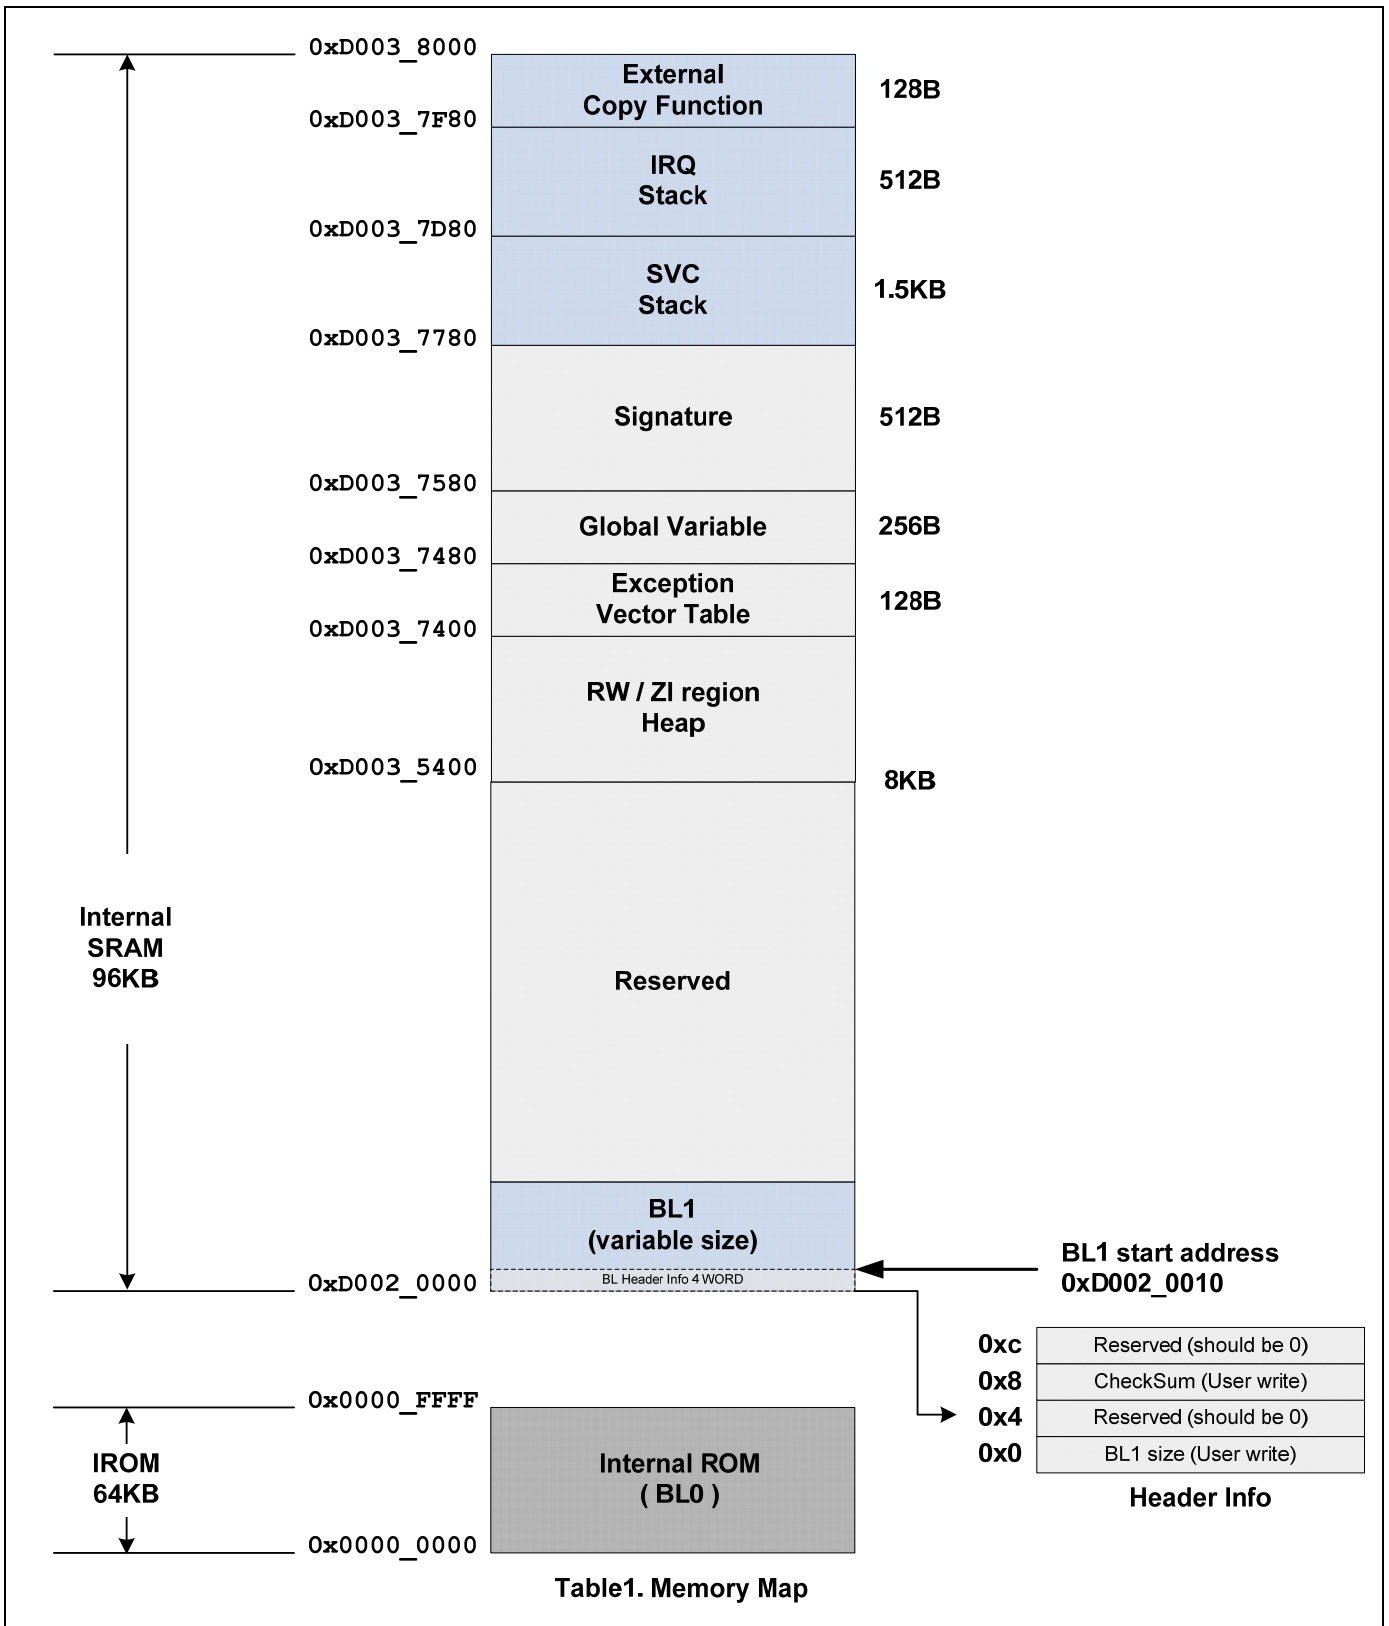 0xD003_8000
External
Copy Function
128B
0xD003_7F80
IRQ
Stack
512B
0xD003_7D80
SVC
Stack
1.5KB
0xD003_7780
Signature
512B
0xD003_7580
Global Variable
256B
0xD003_7480
Exception
Vector Table
128B
0xD003_7400
RW / ZI region
Heap
0xD003_5400
8KB
Internal
SRAM
96KB
Reserved
BL1
(variable size)
BL Header Info 4 WORD
0xD002_0000
BL1 start address
0xD002_0010
0xc Reserved (should be 0)
0x8 CheckSum (User write)
0x4 Reserved (should be 0)
0x0 BL1 size (User write)
Header Info
0x0000_FFFF
IROM
64KB
Internal ROM
( BL0 )
0x0000_0000
Table1. Memory Map